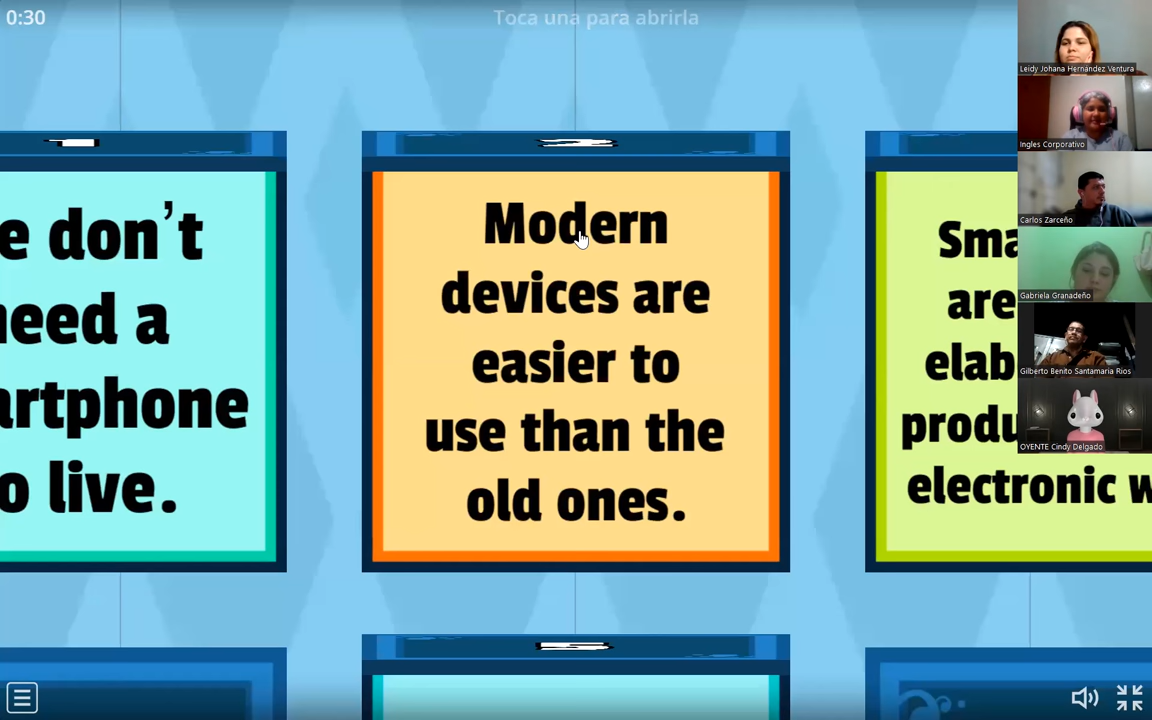 0:30
Toca una para abrirla
e don't
need a
artphone
o live.
Modern
devices are
easier to
use than the
old ones.
Sma
are
elab
produ
electronic w
Leidy Johana Hernández Ventura
Ingles Corporativo
Carlos Zarceño
Gabriela Granadeño
Gilberto Benito Santamaria Rios
OYENTE Cindy Delgado